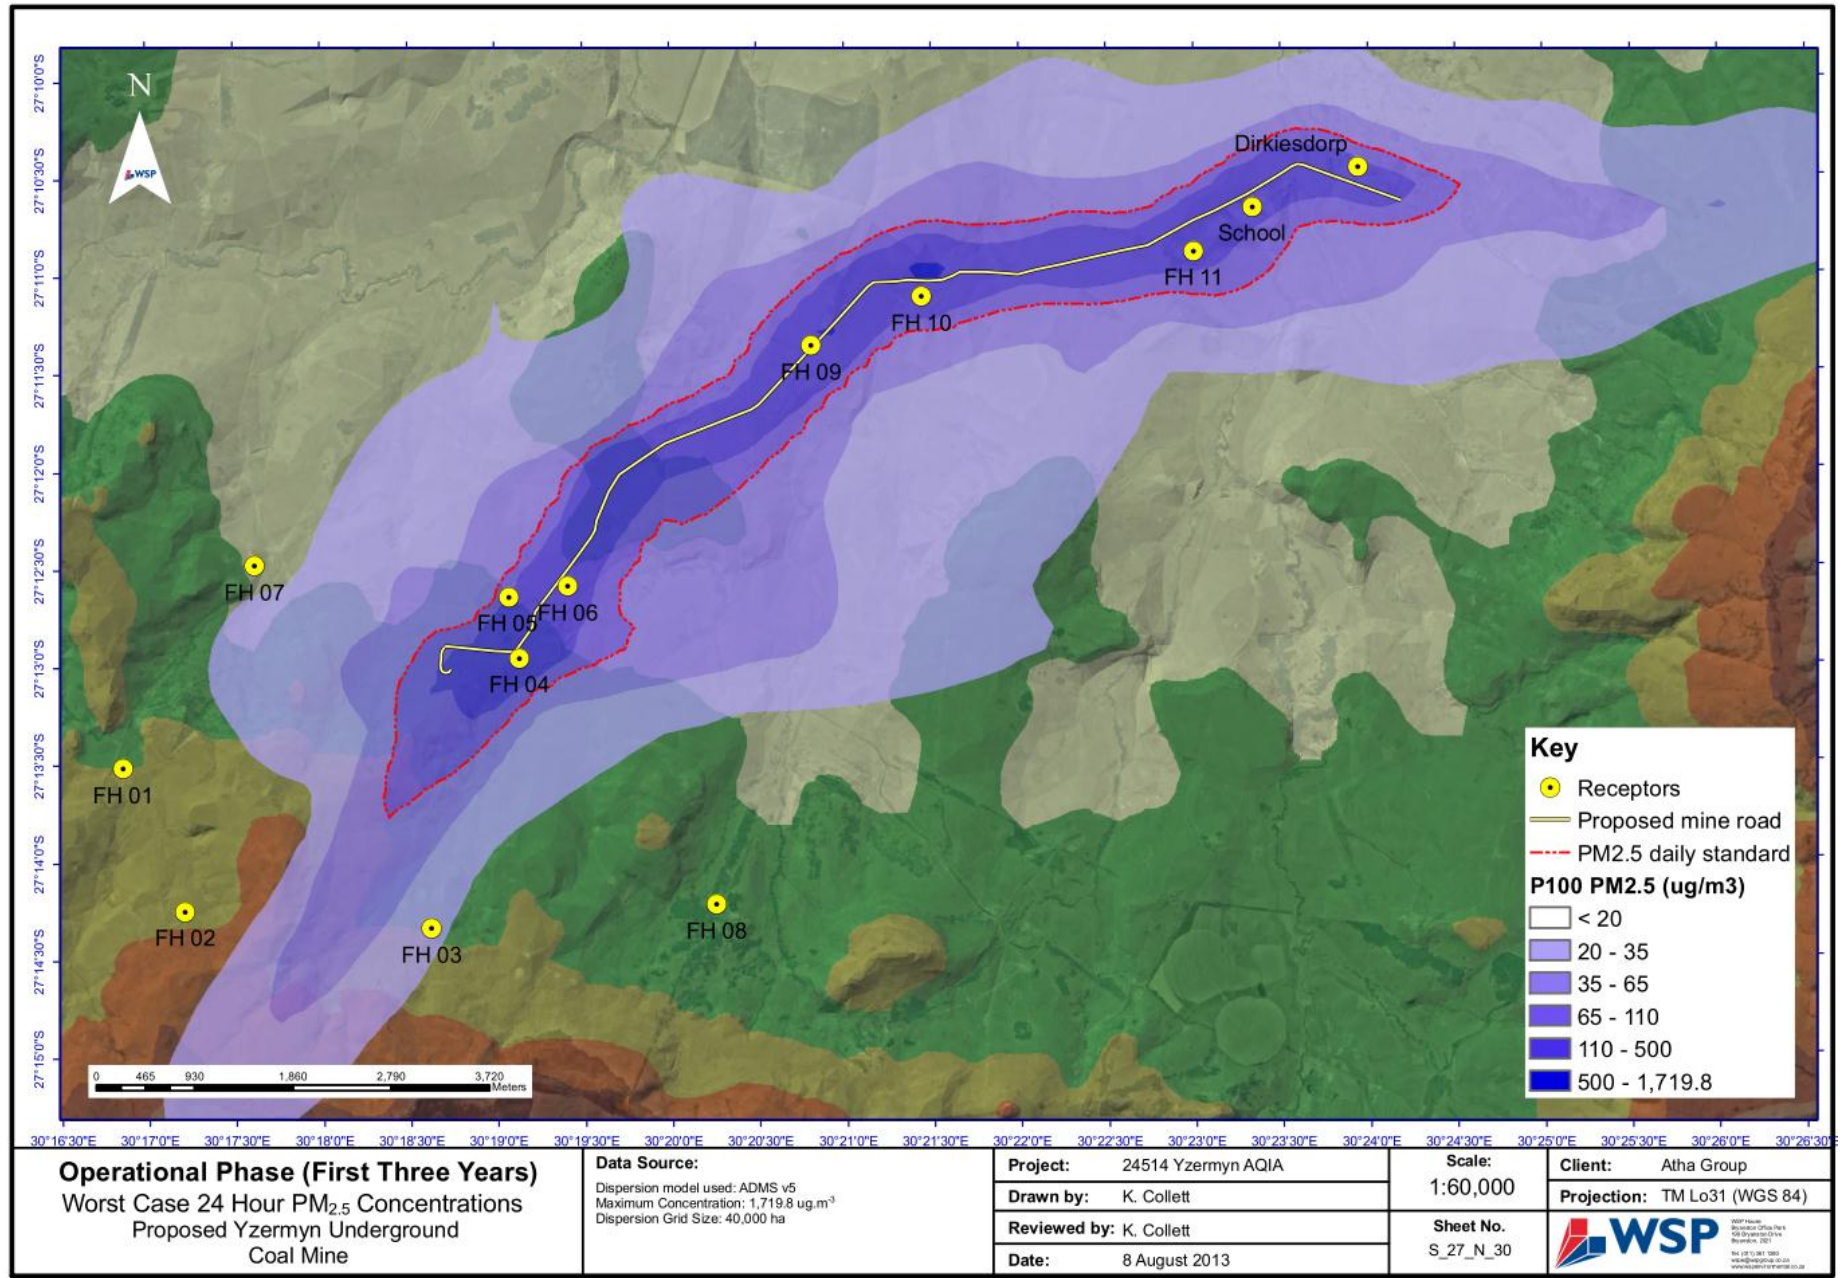 N
WSP
27°10'0"S
27°10'30"S
27°11'0"S
27°11'30"S
27°12'0"S
27°12'30"S
27°13'0"S
27°13'30"S
27°14'0"S
27°14'30"S
27°15'0"S
Dirkiesdorp
School
FH 11
FH 10
FH 09
FH 07
FH 05
FH 06
FH 04
FH 01
FH 02
FH 03
FH 08
Key
Receptors
Proposed mine road
PM2.5 daily standard
P100 PM2.5 (ug/m3)
< 20
20 - 35
35 - 65
65 - 110
110 - 500
500 - 1,719.8
0 465 930 1,860 2,790 3,720
Meters
30°16'30"E 30°17'0"E 30°17'30"E 30°18'0"E 30°18'30"E 30°19'0"E 30°19'30"E 30°20'0"E 30°20'30"E 30°21'0"E 30°21'30"E 30°22'0"E 30°22'30"E 30°23'0"E 30°23'30"E 30°24'0"E 30°24'30"E 30°25'0"E 30°25'30"E 30°26'0"E 30°26'30"E
Operational Phase (First Three Years)
Worst Case 24 Hour PM2.5 Concentrations
Proposed Yzermyn Underground
Coal Mine
Data Source:
Dispersion model used: ADMS v5
Maximum Concentration: 1,719.8 ug.m-3
Dispersion Grid Size: 40,000 ha
Project: 24514 Yzermyn AQIA
Drawn by: K. Collett
Reviewed by: K. Collett
Date: 8 August 2013
Scale:
1:60,000
Sheet No.
S_27_N_30
Client: Atha Group
Projection: TM Lo31 (WGS 84)
WSP